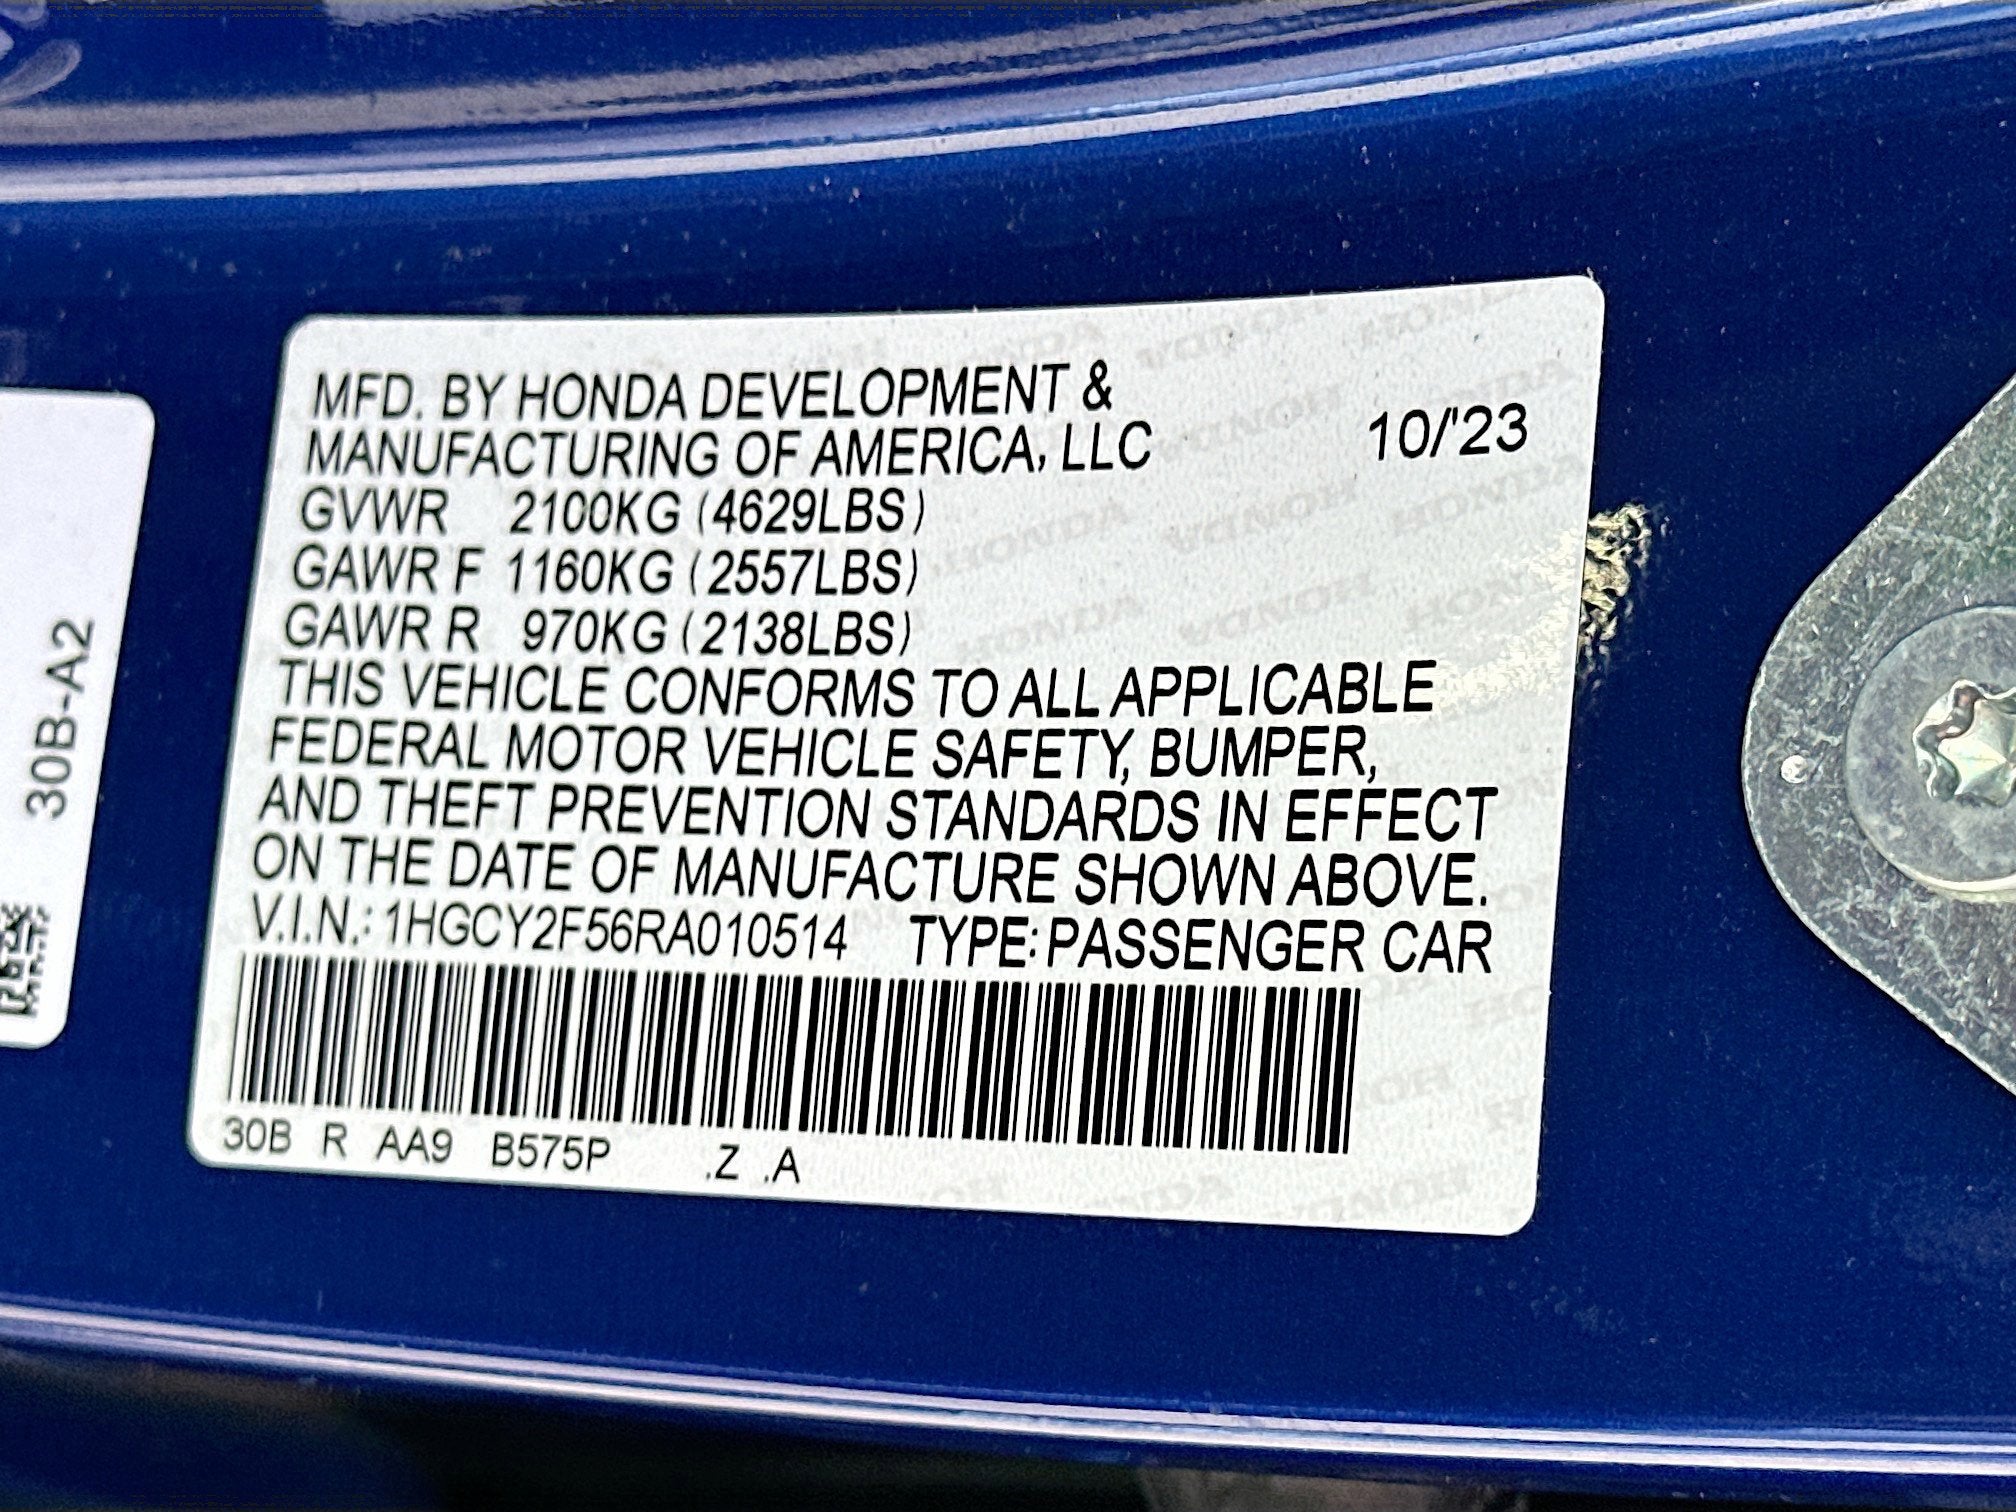 MFD. BY HONDA DEVELOPMENT &
MANUFACTURING OF AMERICA, LLC 10/'23
GVWR 2100KG (4629LBS)
GAWR F 1160KG (2557LBS)
GAWR R 970KG (2138LBS)
THIS VEHICLE CONFORMS TO ALL APPLICABLE
FEDERAL MOTOR VEHICLE SAFETY, BUMPER,
AND THEFT PREVENTION STANDARDS IN EFFECT
ON THE DATE OF MANUFACTURE SHOWN ABOVE.
V.I.N.: 1HGCY2F56RA010514 TYPE: PASSENGER CAR
30B R AA9 B575P .Z .A
30B-A2